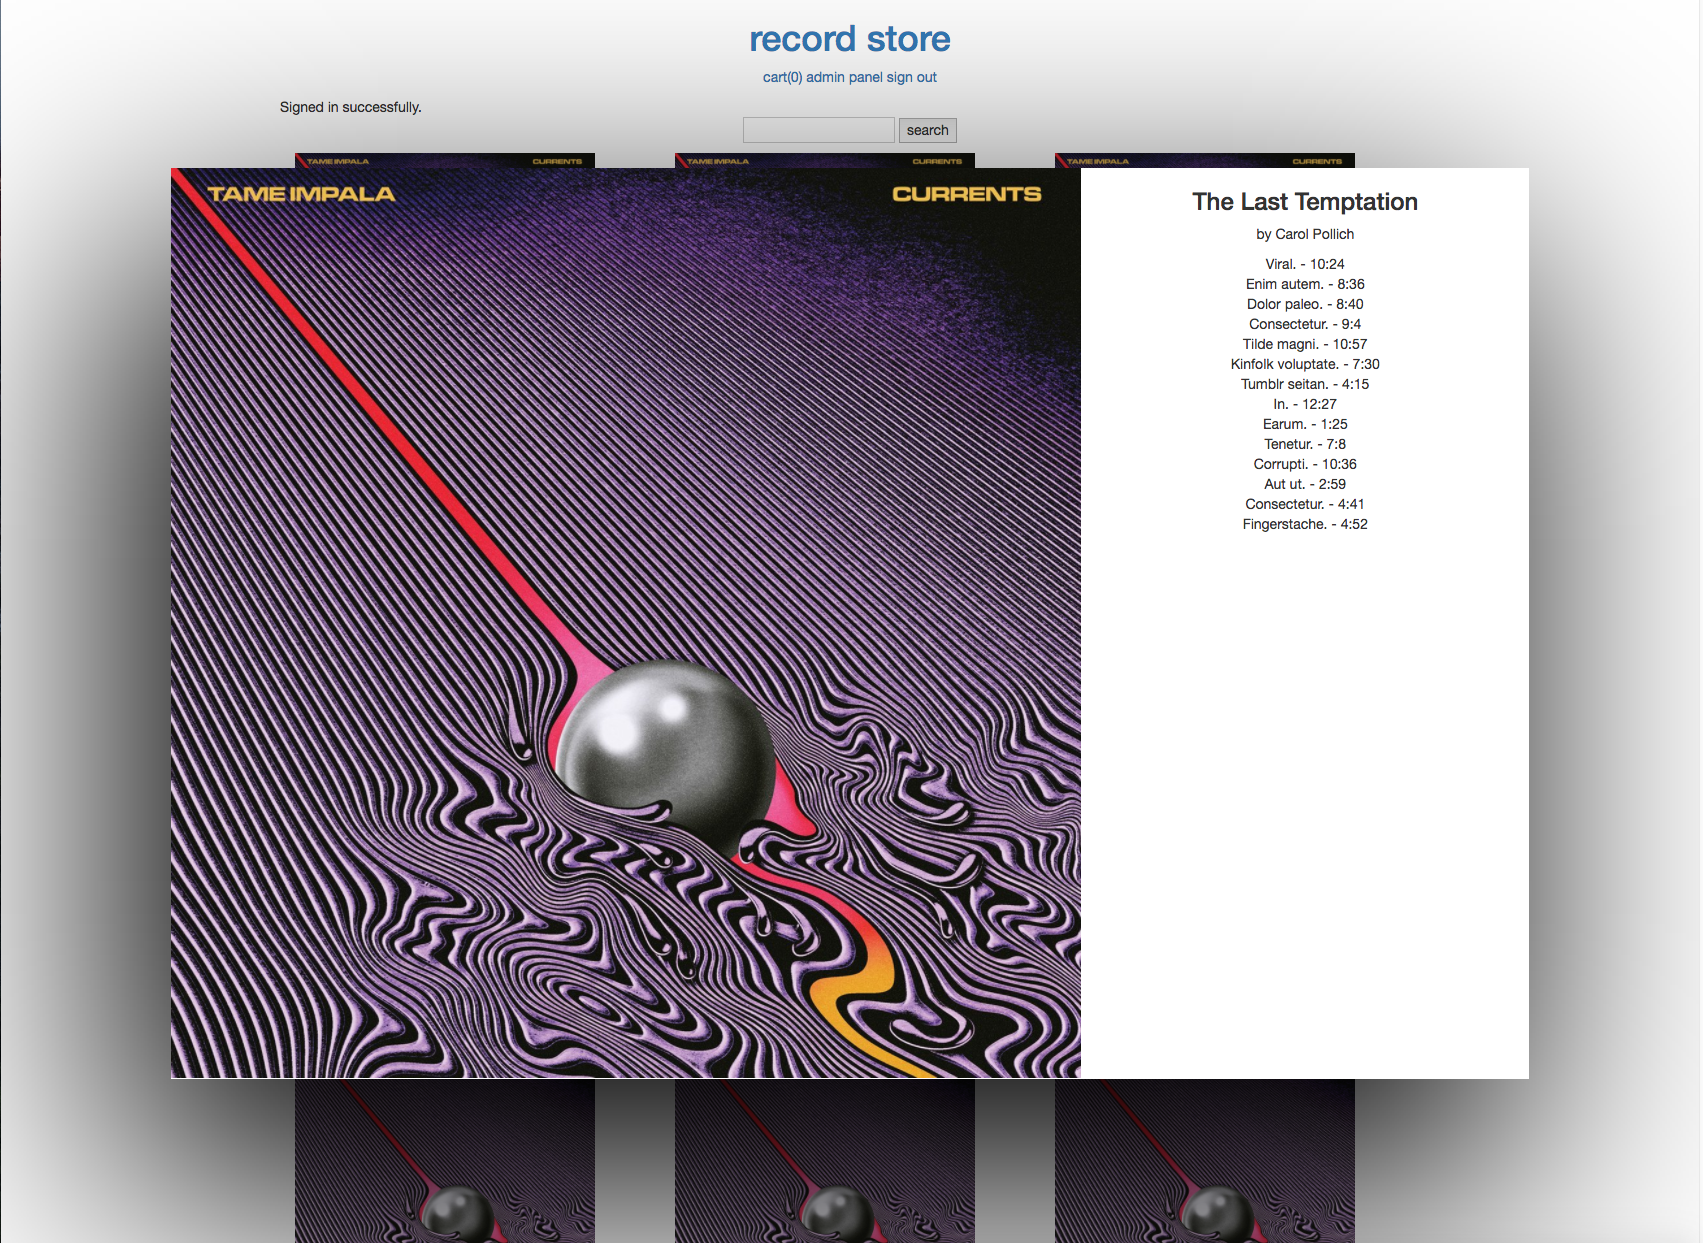 record store
cart(0) admin panel sign out
Signed in successfully.
search
TAME IMPALA CURRENTS
TAME IMPALA CURRENTS
TAME IMPALA CURRENTS
TAME IMPALA CURRENTS
The Last Temptation
by Carol Pollich
Viral. - 10:24
Enim autem. - 8:36
Dolor paleo. - 8:40
Consectetur. - 9:4
Tilde magni. - 10:57
Kinfolk voluptate. - 7:30
Tumblr seitan. - 4:15
In. - 12:27
Earum. - 1:25
Tenetur. - 7:8
Corrupti. - 10:36
Aut ut. - 2:59
Consectetur. - 4:41
Fingerstache. - 4:52